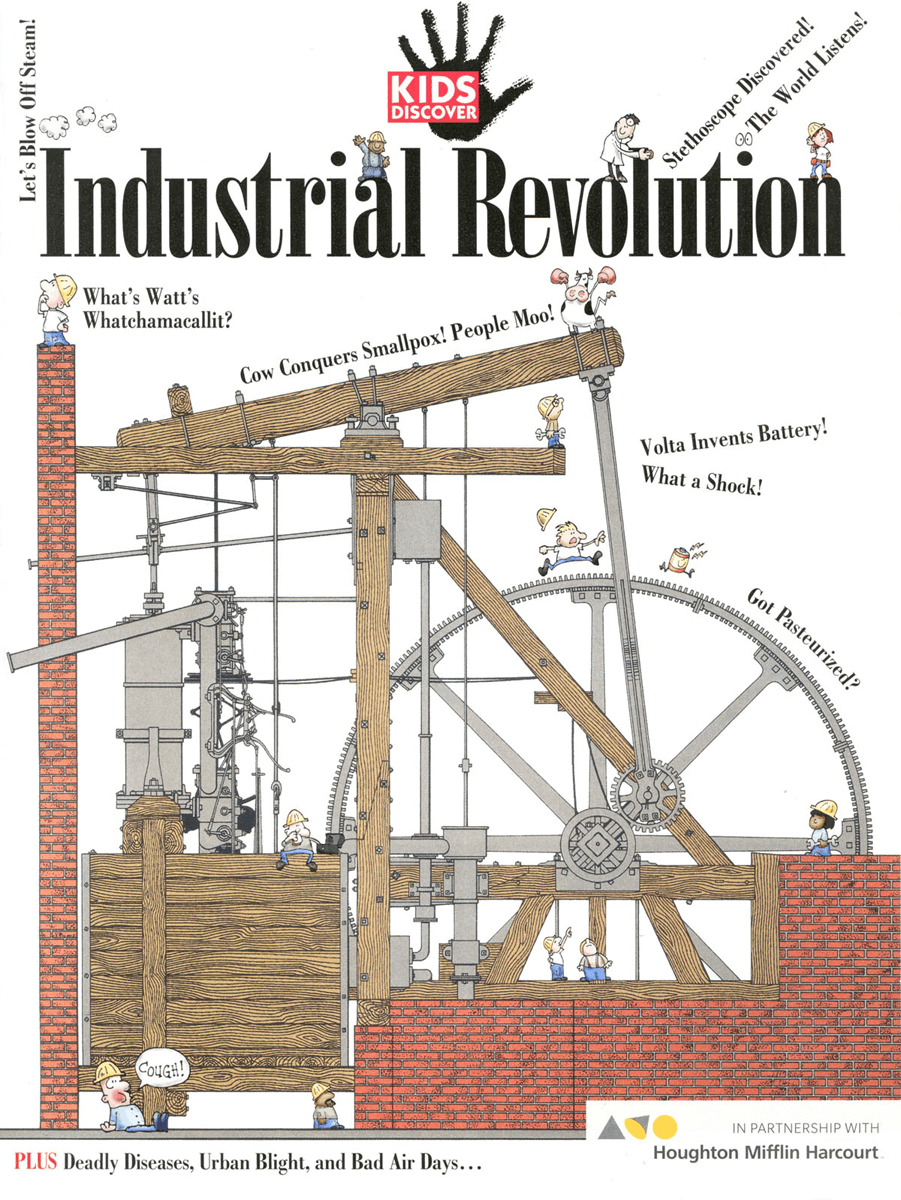 Let's Blow Off Steam!
KIDS
DISCOVER
Stethoscope Discovered!
The World Listens!
Industrial Revolution
What's Watt's
Whatchamacallit?
Cow Conquers Smallpox! People Moo!
Volta Invents Battery!
What a Shock!
Got Pasteurized?
COUGH!
IN PARTNERSHIP WITH
Houghton Mifflin Harcourt
PLUS Deadly Diseases, Urban Blight, and Bad Air Days...